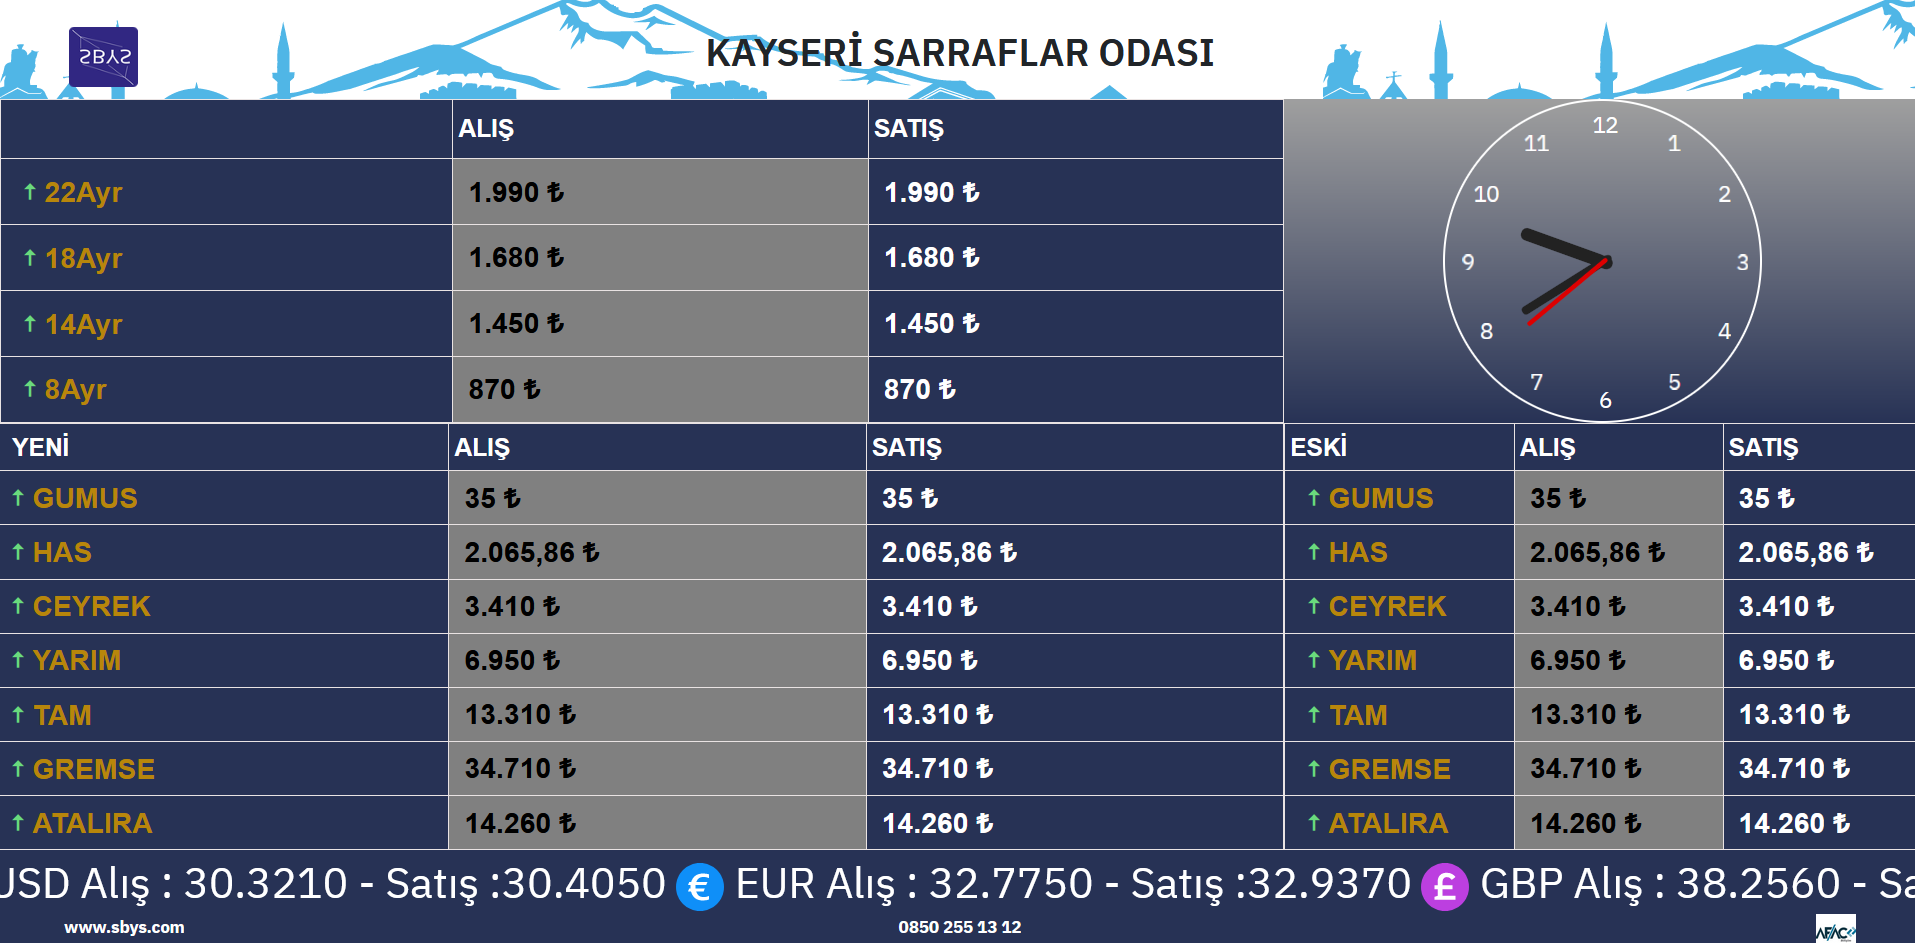 SBYS
KAYSERİ SARRAFLAR ODASI
ALIŞ SATIŞ
↑ 22Ayr 1.990 ₺ 1.990 ₺
↑ 18Ayr 1.680 ₺ 1.680 ₺
↑ 14Ayr 1.450 ₺ 1.450 ₺
↑ 8Ayr 870 ₺ 870 ₺
12
1
2
3
4
5
6
7
8
9
10
11
YENİ ALIŞ SATIŞ
↑ GUMUS 35 ₺ 35 ₺
↑ HAS 2.065,86 ₺ 2.065,86 ₺
↑ CEYREK 3.410 ₺ 3.410 ₺
↑ YARIM 6.950 ₺ 6.950 ₺
↑ TAM 13.310 ₺ 13.310 ₺
↑ GREMSE 34.710 ₺ 34.710 ₺
↑ ATALIRA 14.260 ₺ 14.260 ₺
ESKİ ALIŞ SATIŞ
↑ GUMUS 35 ₺ 35 ₺
↑ HAS 2.065,86 ₺ 2.065,86 ₺
↑ CEYREK 3.410 ₺ 3.410 ₺
↑ YARIM 6.950 ₺ 6.950 ₺
↑ TAM 13.310 ₺ 13.310 ₺
↑ GREMSE 34.710 ₺ 34.710 ₺
↑ ATALIRA 14.260 ₺ 14.260 ₺
USD Alış : 30.3210 - Satış :30.4050 € EUR Alış : 32.7750 - Satış :32.9370 £ GBP Alış : 38.2560 - Sa
www.sbys.com 0850 255 13 12